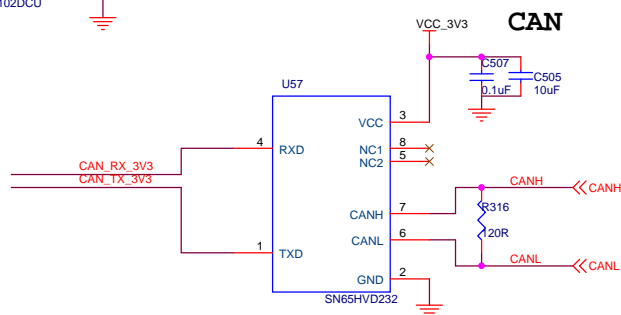 102DCU
VCC_3V3
CAN
C507
0.1uF
C505
10uF
U57
VCC
3
4
RXD
NC1
8
NC2
5
CAN_RX_3V3
CAN_TX_3V3
CANH
7
CANH
CANH
R316
120R
CANL
6
1
TXD
CANL
CANL
GND
2
SN65HVD232